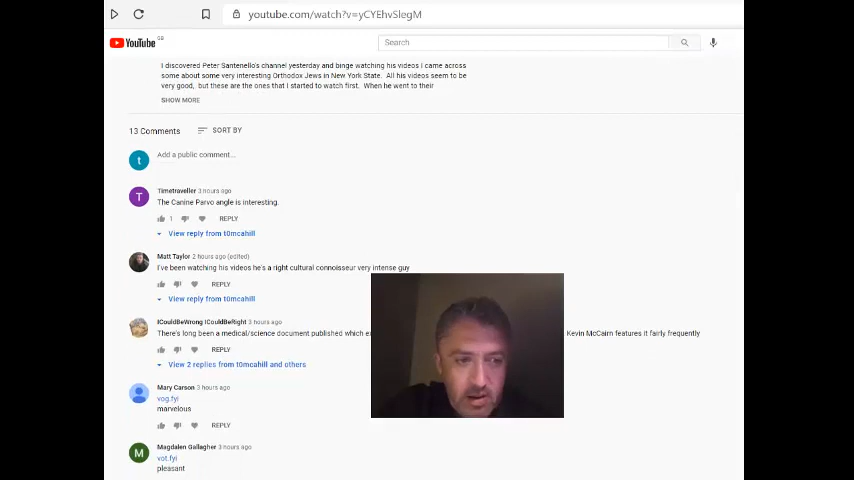 youtube.com/watch?v=yCYEhvSlegM
YouTube GB
Search
I discovered Peter Santenello's channel yesterday and binge watching his videos I came across
some about some very interesting Orthodox Jews in New York State. All his videos seem to be
very good, but these are the ones that I started to watch first. When he went to their
SHOW MORE
13 Comments SORT BY
t Add a public comment...
T Timetraveller 3 hours ago
The Canine Parvo angle is interesting.
1 REPLY
View reply from t0mcahill
Matt Taylor 2 hours ago (edited)
I've been watching his videos he's a right cultural connoisseur very intense guy
REPLY
View reply from t0mcahill
ICouldBeWrong ICouldBeRight 3 hours ago
There's long been a medical/science document published which Kevin McCairn features it fairly frequently
REPLY
View 2 replies from t0mcahill and others
Mary Carson 3 hours ago
vog.fyi
marvelous
REPLY
M Magdalen Gallagher 3 hours ago
vot.fyi
pleasant